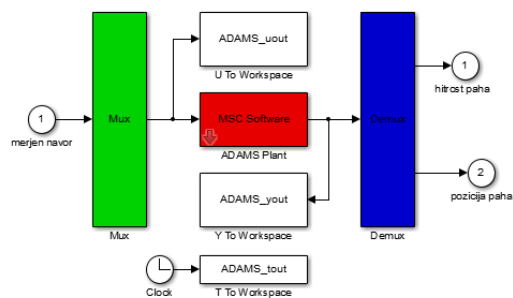 ADAMS_uout
U To Workspace
1
merjen navor
Mux
Mux
MSC Software
ADAMS Plant
Demux
Demux
1
hitrost paha
2
pozicija paha
ADAMS_yout
Y To Workspace
Clock
ADAMS_tout
T To Workspace